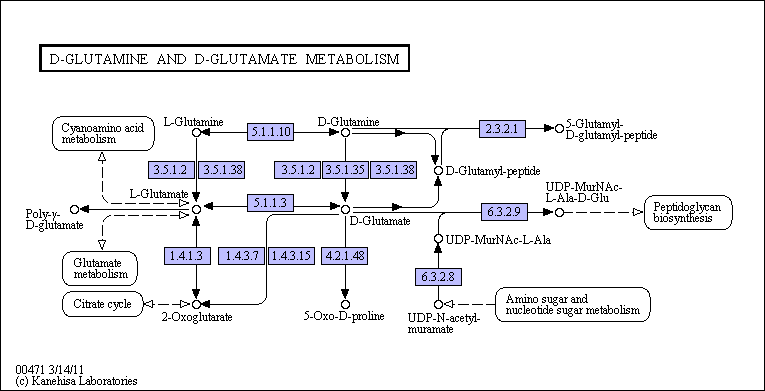 D-GLUTAMINE AND D-GLUTAMATE METABOLISM
Cyanoamino acid
metabolism
L-Glutamine
5.1.1.10
D-Glutamine
2.3.2.1
5-Glutamyl-
D-glutamyl-peptide
3.5.1.2
3.5.1.38
3.5.1.2
3.5.1.35
3.5.1.38
D-Glutamyl-peptide
L-Glutamate
UDP-MurNAc-
L-Ala-D-Glu
Poly-γ-
D-glutamate
5.1.1.3
D-Glutamate
6.3.2.9
Peptidoglycan
biosynthesis
UDP-MurNAc-L-Ala
Glutamate
metabolism
1.4.1.3
1.4.3.7
1.4.3.15
4.2.1.48
6.3.2.8
Citrate cycle
2-Oxoglutarate
5-Oxo-D-proline
UDP-N-acetyl-
muramate
Amino sugar and
nucleotide sugar metabolism
00471 3/14/11
(c) Kanehisa Laboratories